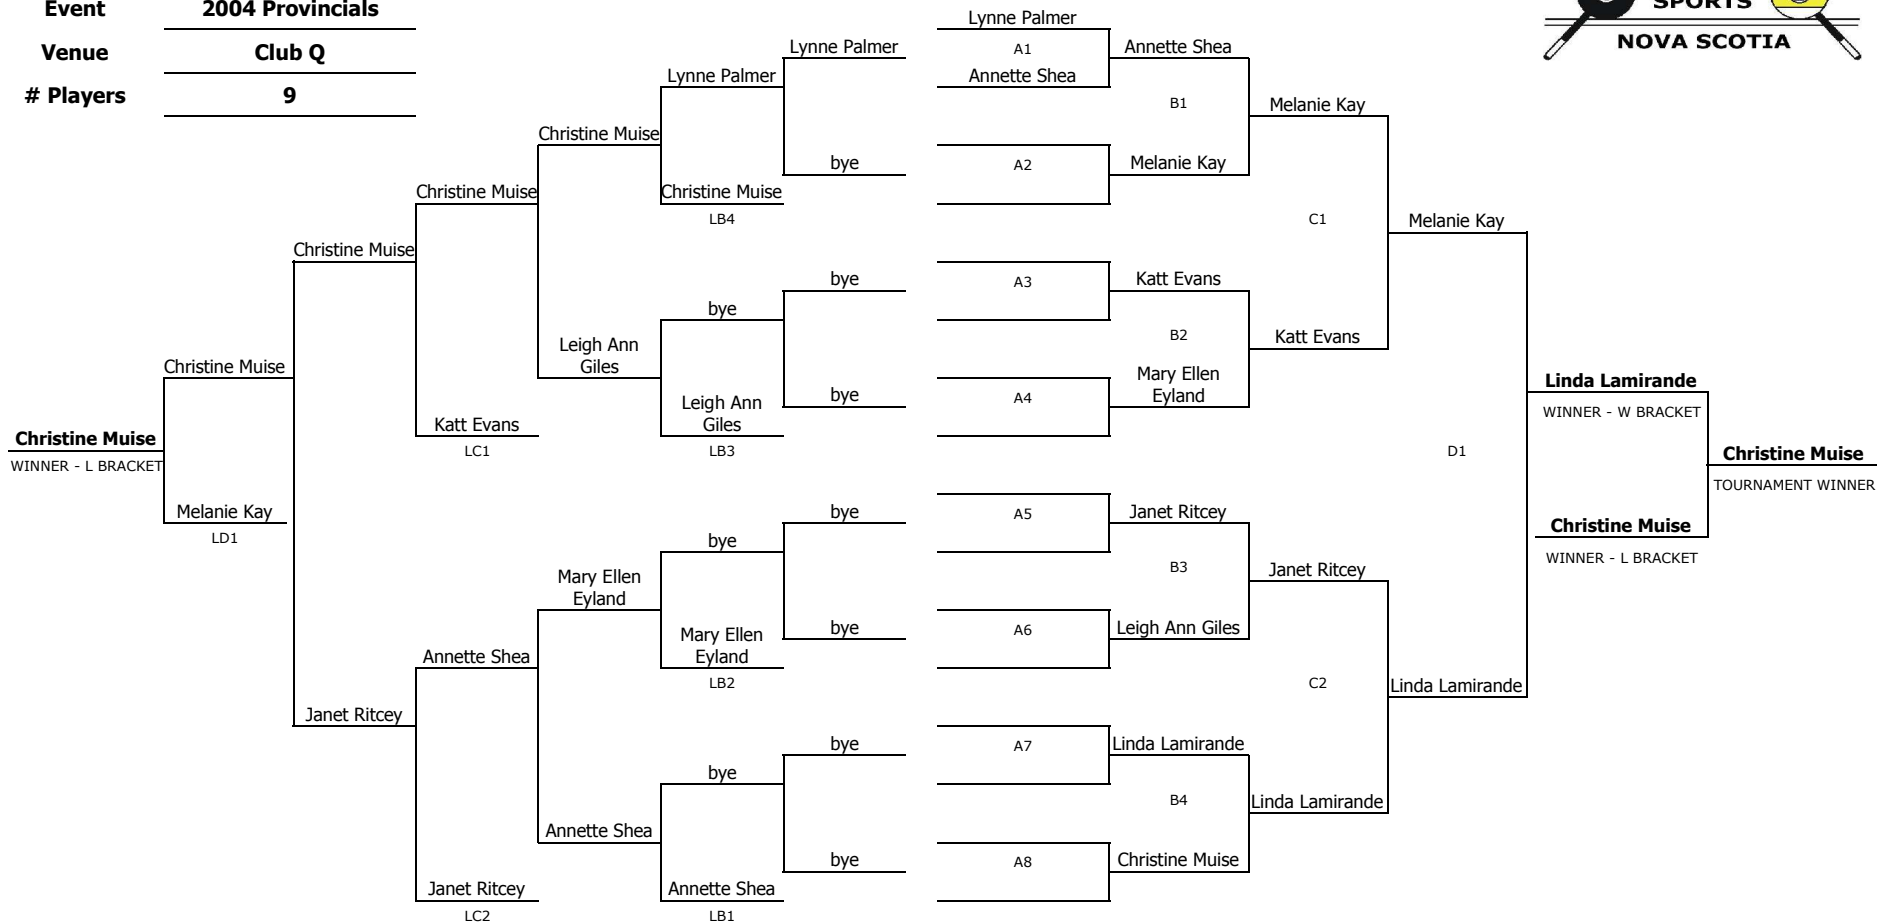 Event 2004 Provincials
Venue Club Q
# Players 9
SPORTS
NOVA SCOTIA
Lynne Palmer
A1
Annette Shea
Lynne Palmer
Annette Shea
Lynne Palmer
B1
Melanie Kay
Christine Muise
bye
A2
Melanie Kay
Christine Muise
Christine Muise
LB4
C1
Melanie Kay
Christine Muise
bye
A3
Katt Evans
bye
B2
Katt Evans
Leigh Ann
Giles
Christine Muise
Mary Ellen
Eyland
Linda Lamirande
WINNER - W BRACKET
bye
A4
Leigh Ann
Giles
LB3
Katt Evans
LC1
D1
Christine Muise
WINNER - L BRACKET
Christine Muise
TOURNAMENT WINNER
Melanie Kay
LD1
bye
A5
Janet Ritcey
Christine Muise
WINNER - L BRACKET
bye
B3
Janet Ritcey
Mary Ellen
Eyland
bye
A6
Leigh Ann Giles
Mary Ellen
Eyland
LB2
Annette Shea
C2
Linda Lamirande
Janet Ritcey
bye
A7
Linda Lamirande
bye
B4
Linda Lamirande
Annette Shea
bye
A8
Christine Muise
Janet Ritcey
LC2
Annette Shea
LB1